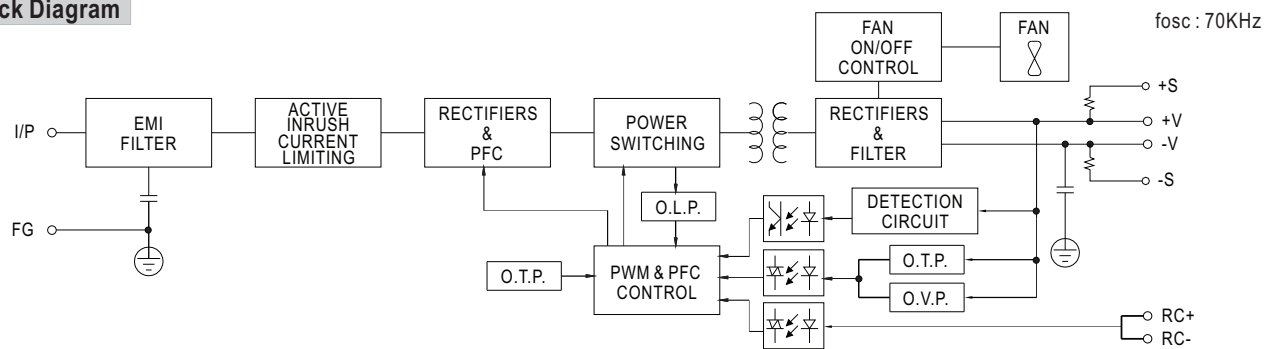 ck Diagram
fosc : 70KHz
FAN
ON/OFF
CONTROL
FAN
+S
I/P
EMI
FILTER
ACTIVE
INRUSH
CURRENT
LIMITING
RECTIFIERS
&
PFC
POWER
SWITCHING
RECTIFIERS
&
FILTER
+V
-V
-S
O.L.P.
DETECTION
CIRCUIT
FG
O.T.P.
PWM & PFC
CONTROL
O.T.P.
O.V.P.
RC+
RC-